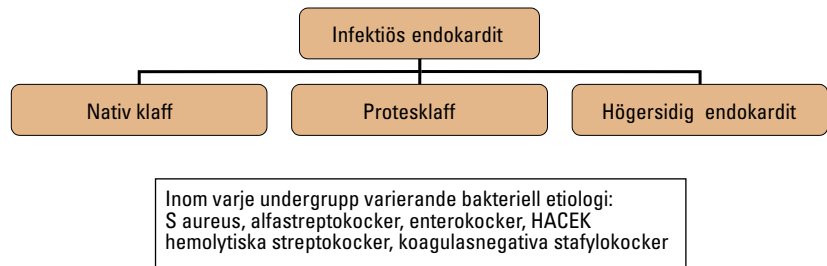 Infektiös endokardit
Nativ klaff
Protesklaff
Högersidig endokardit
Inom varje undergrupp varierande bakteriell etiologi:
S aureus, alfastreptokocker, enterokocker, HACEK
hemolytiska streptokocker, koagulasnegativa stafylokocker